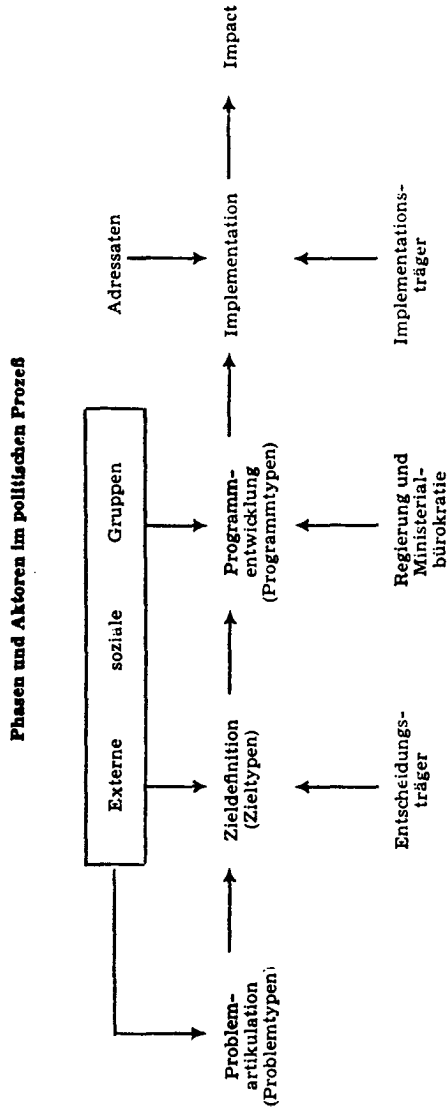 Phasen und Aktoren im politischen Prozeß
Externe soziale Gruppen
Adressaten
Problem-
artikulation
(Problemtypen)
Zieldefinition
(Zieltypen)
Programm-
entwicklung
(Programmtypen)
Implementation
Impact
Entscheidungs-
träger
Regierung und
Ministerial-
bürokratie
Implementations-
träger